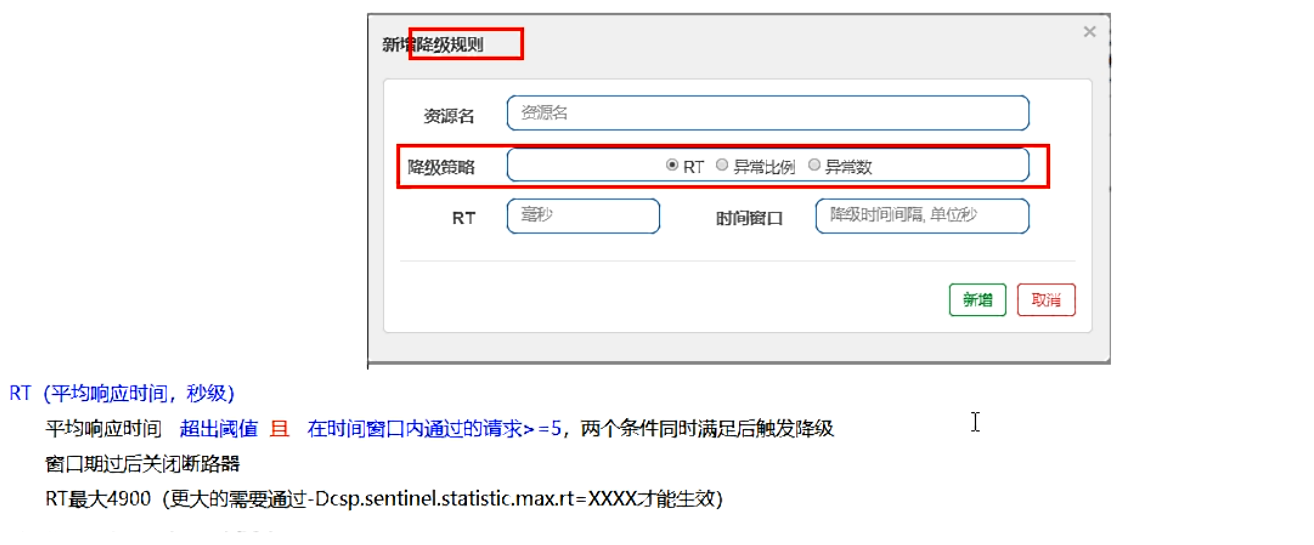 新增降级规则 ×
资源名 资源名
降级策略 RT 异常比例 异常数
RT 毫秒 时间窗口 降级时间间隔, 单位秒
新增 取消
RT（平均响应时间，秒级）
平均响应时间 超出阈值 且 在时间窗口内通过的请求>=5，两个条件同时满足后触发降级
窗口期过后关闭断路器
RT最大4900（更大的需要通过-Dcsp.sentinel.statistic.max.rt=XXXX才能生效）